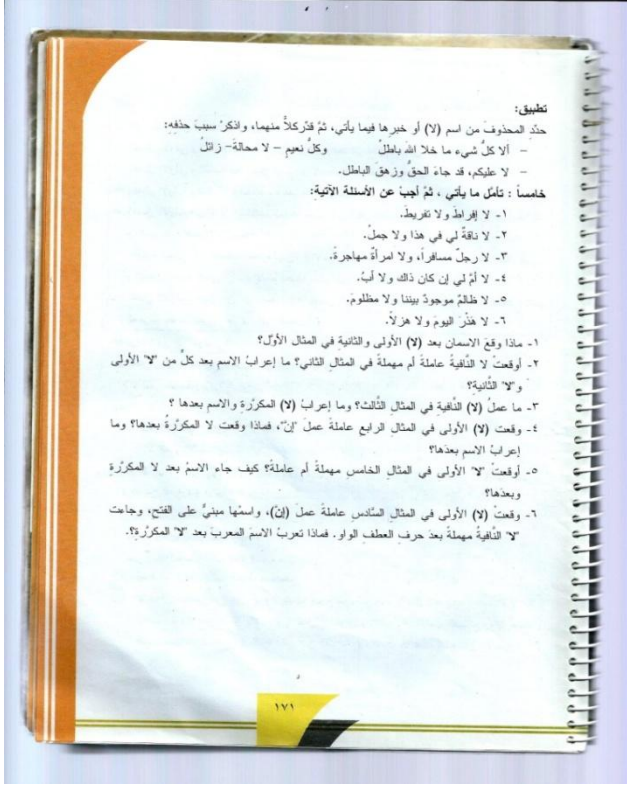 تطبيق:
حدّدِ المحذوفَ من اسم (لا) أو خبرِها فيما يأتي، ثمَّ قدّركلاًّ منهما، واذكرْ سببَ حذفِهِ:
– ألا كلُّ شيء ما خلا اللهَ باطلُ وكلُّ نعيمٍ – لا محالةَ– زائلُ
– لا عليكم، قد جاءَ الحقُّ وزهقَ الباطل.
خامساً : تأمّل ما يأتي ، ثمّ أجبْ عن الأسئلة الآتية:
١- لا إفراطَ ولا تفريطَ.
٢- لا ناقةٌ لي في هذا ولا جملٌ.
٣- لا رجلٌ مسافراً، ولا امرأةٌ مهاجرةً.
٤- لا أمَّ لي إن كان ذاك ولا أبُ.
٥- لا ظالمٌ موجودٌ بيننا ولا مظلومَ.
٦- لا هَذْرَ اليومَ ولا هزلاً.
١- ماذا وقعَ الاسمان بعد (لا) الأولى والثانية في المثال الأوّل؟
٢- أوقعتْ لا النَّافيةُ عاملةً أم مهملةً في المثال الثاني؟ ما إعرابُ الاسم بعد كلٍّ من "لا" الأولى
و"لا" الثَّانية؟
٣- ما عملُ (لا) النَّافيةِ في المثالِ الثَّالث؟ وما إعرابُ (لا) المكرَّرة والاسم بعدها ؟
٤- وقعت (لا) الأولى في المثالِ الرابعِ عاملةً عملَ "إنّ"، فماذا وقعت لا المكرَّرةُ بعدها؟ وما
إعرابُ الاسم بعدَها؟
٥- أوقعتْ "لا" الأولى في المثالِ الخامسِ مهملةً أم عاملةً؟ كيف جاء الاسمُ بعد لا المكرَّرةِ
وبعدَها؟
٦- وقعتْ (لا) الأولى في المثالِ السَّادسِ عاملةً عملَ (إنّ)، واسمُها مبنيٌّ على الفتحِ، وجاءت
"لا" النَّافيةُ مهملةً بعدَ حرفِ العطفِ الواو. فماذا تعربُ الاسمَ المعربَ بعد "لا" المكرَّرةِ؟.
١٧١